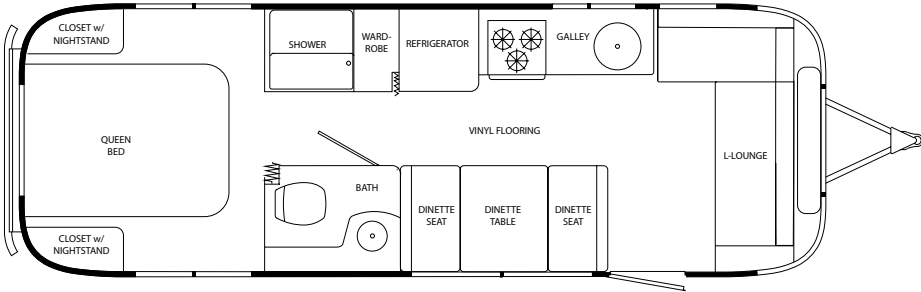 CLOSET w/
NIGHTSTAND
SHOWER
WARD-
ROBE
REFRIGERATOR
GALLEY
QUEEN
BED
VINYL FLOORING
L-LOUNGE
BATH
DINETTE
SEAT
DINETTE
TABLE
DINETTE
SEAT
CLOSET w/
NIGHTSTAND